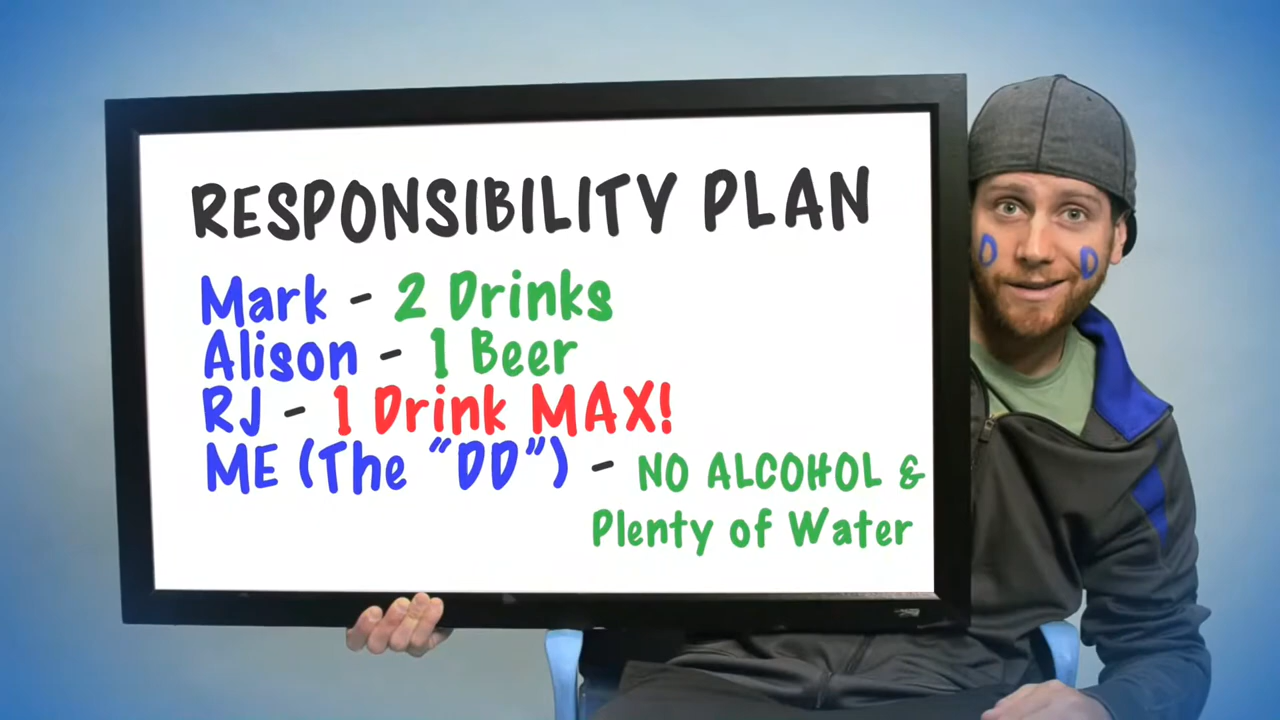 RESPONSIBILITY PLAN
Mark - 2 Drinks
Alison - 1 Beer
RJ - 1 Drink MAX!
ME (The "DD") - NO ALCOHOL &
Plenty of Water
D D